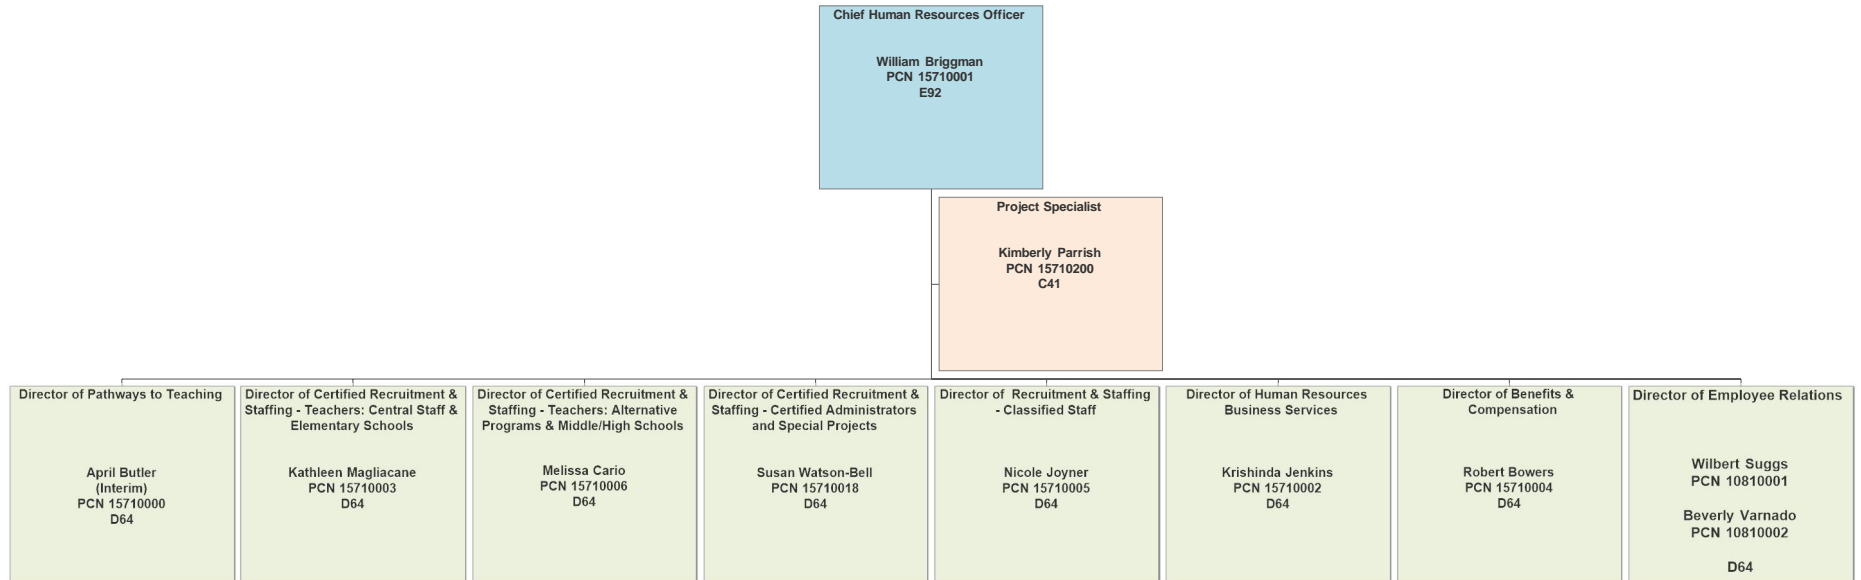 Chief Human Resources Officer
William Briggman
PCN 15710001
E92
Project Specialist
Kimberly Parrish
PCN 15710200
C41
Director of Pathways to Teaching
April Butler
(Interim)
PCN 15710000
D64
Director of Certified Recruitment &
Staffing - Teachers: Central Staff &
Elementary Schools
Kathleen Magliacane
PCN 15710003
D64
Director of Certified Recruitment &
Staffing - Teachers: Alternative
Programs & Middle/High Schools
Melissa Cario
PCN 15710006
D64
Director of Certified Recruitment &
Staffing - Certified Administrators
and Special Projects
Susan Watson-Bell
PCN 15710018
D64
Director of Recruitment & Staffing
- Classified Staff
Nicole Joyner
PCN 15710005
D64
Director of Human Resources
Business Services
Krishinda Jenkins
PCN 15710002
D64
Director of Benefits &
Compensation
Robert Bowers
PCN 15710004
D64
Director of Employee Relations
Wilbert Suggs
PCN 10810001
Beverly Varnado
PCN 10810002
D64